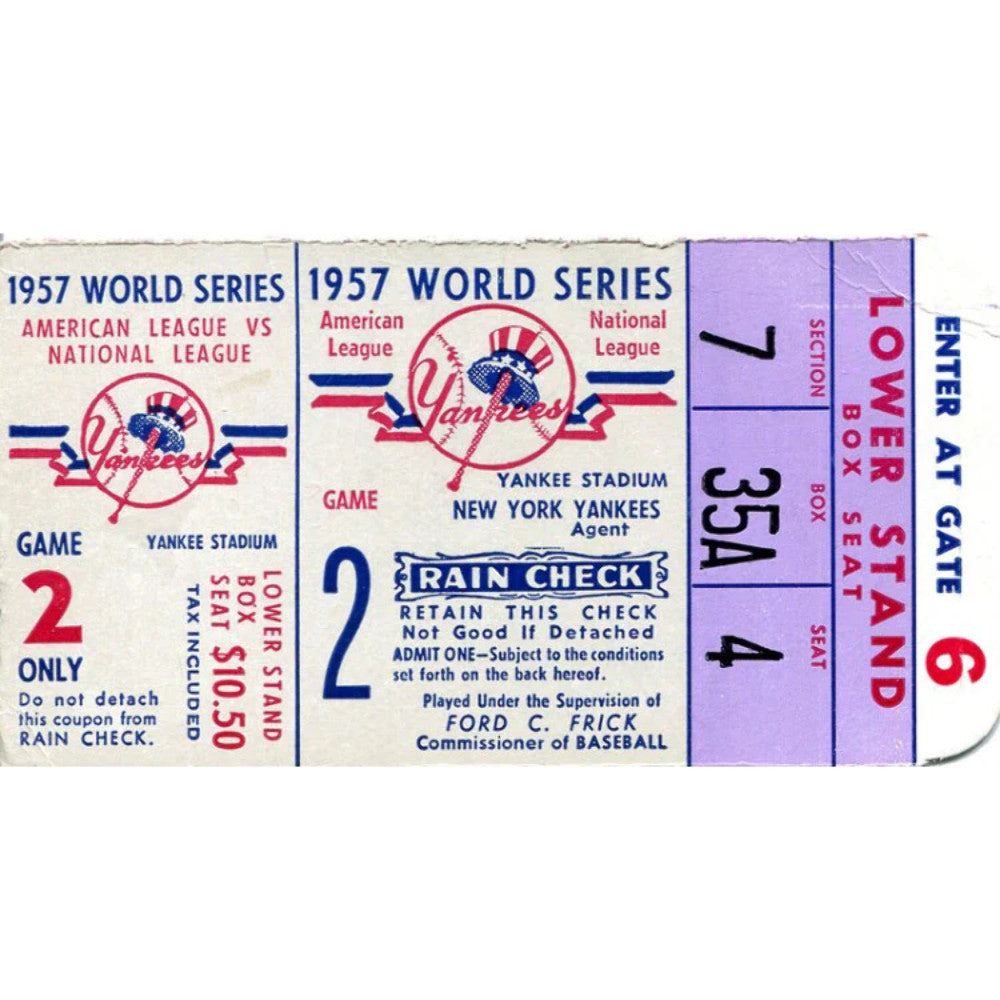 1957 WORLD SERIES
AMERICAN LEAGUE VS
NATIONAL LEAGUE
Yankees
GAME
YANKEE STADIUM
2
ONLY
Do not detach
this coupon from
RAIN CHECK.
LOWER STAND
BOX
SEAT $10.50
TAX INCLUDED
1957 WORLD SERIES
American
League
National
League
Yankees
YANKEE STADIUM
GAME
NEW YORK YANKEES
Agent
2
RAIN CHECK
RETAIN THIS CHECK
Not Good If Detached
ADMIT ONE—Subject to the conditions
set forth on the back hereof.
Played Under the Supervision of
FORD C. FRICK
Commissioner of BASEBALL
SECTION
7
BOX
35A
SEAT
4
LOWER STAND
BOX SEAT
ENTER AT GATE 6